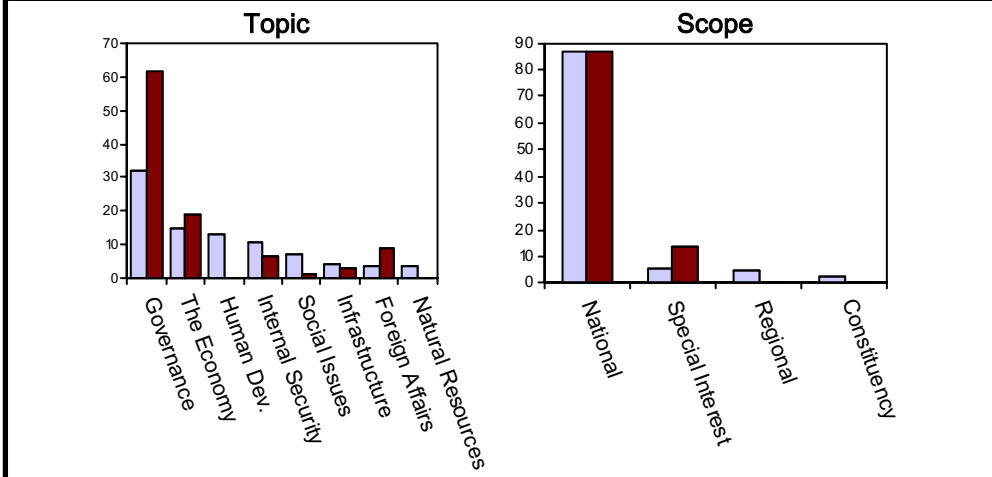 Topic
70
60
50
40
30
20
10
0
Governance
The Economy
Human Dev.
Internal Security
Social Issues
Infrastructure
Foreign Affairs
Natural Resources
Scope
90
80
70
60
50
40
30
20
10
0
National
Special Interest
Regional
Constituency